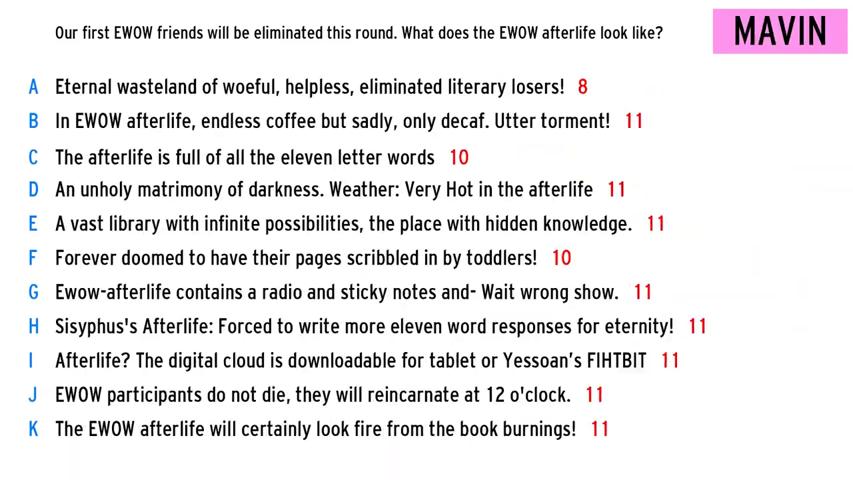 Our first EWOW friends will be eliminated this round. What does the EWOW afterlife look like?
MAVIN
A Eternal wasteland of woeful, helpless, eliminated literary losers! 8
B In EWOW afterlife, endless coffee but sadly, only decaf. Utter torment! 11
C The afterlife is full of all the eleven letter words 10
D An unholy matrimony of darkness. Weather: Very Hot in the afterlife 11
E A vast library with infinite possibilities, the place with hidden knowledge. 11
F Forever doomed to have their pages scribbled in by toddlers! 10
G Ewow-afterlife contains a radio and sticky notes and- Wait wrong show. 11
H Sisyphus's Afterlife: Forced to write more eleven word responses for eternity! 11
I Afterlife? The digital cloud is downloadable for tablet or Yessoan’s FIHTBIT 11
J EWOW participants do not die, they will reincarnate at 12 o'clock. 11
K The EWOW afterlife will certainly look fire from the book burnings! 11